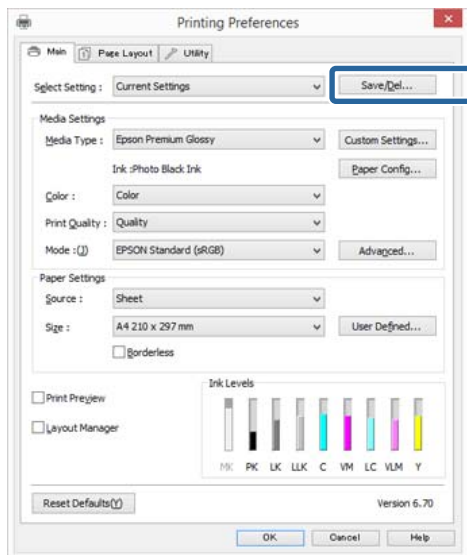 Printing Preferences
Main Page Layout Utility
Select Setting : Current Settings Save/Del...
Media Settings
Media Type : Epson Premium Glossy Custom Settings...
Ink :Photo Black Ink Paper Config...
Color : Color
Print Quality : Quality
Mode :(J) EPSON Standard (sRGB) Advanced...
Paper Settings
Source : Sheet
Size : A4 210 x 297 mm User Defined...
Borderless
Ink Levels
Print Preview
Layout Manager
MK PK LK LLK C VM LC VLM Y
Reset Defaults(Y) Version 6.70
OK Cancel Help